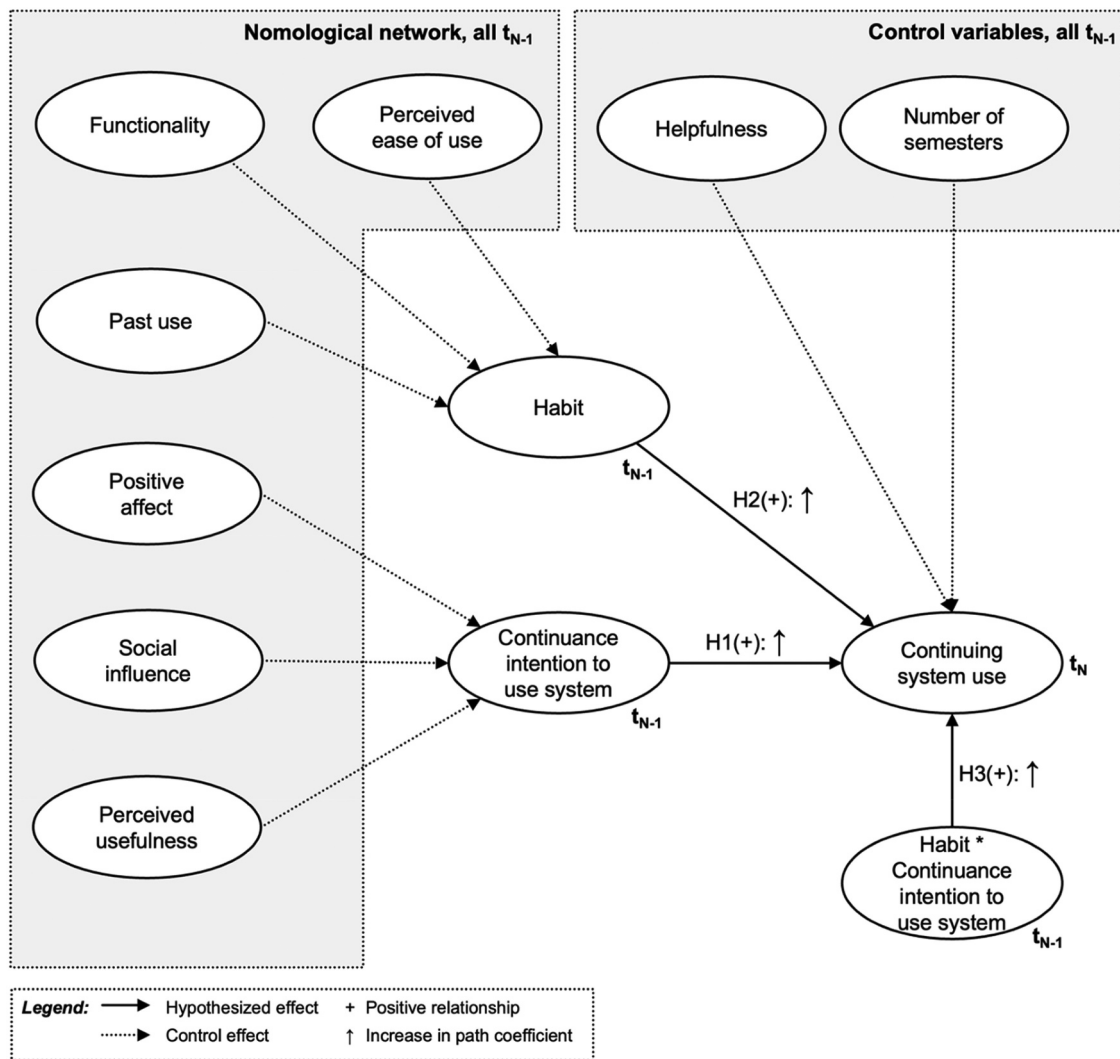 Nomological network, all tN-1
Control variables, all tN-1
Functionality
Perceived
ease of use
Helpfulness
Number of
semesters
Past use
Habit
tN-1
Positive
affect
H2(+): ↑
Social
influence
Continuance
intention to
use system
tN-1
H1(+): ↑
Continuing
system use
tN
Perceived
usefulness
H3(+): ↑
Habit *
Continuance
intention to
use system
tN-1
Legend:
Hypothesized effect
+ Positive relationship
Control effect
↑ Increase in path coefficient